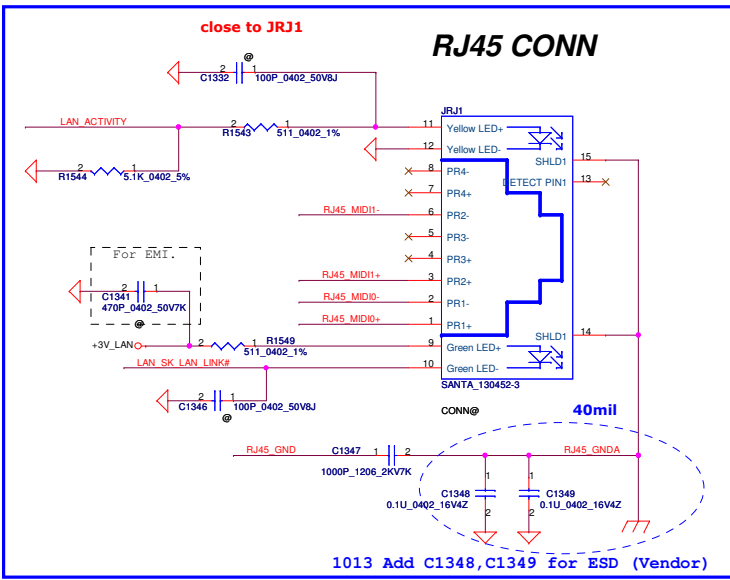 close to JRJ1
RJ45 CONN
@
2 1
C1332 100P_0402_50V8J
JRJ1
LAN_ACTIVITY
2 1
R1543 511_0402_1%
11 Yellow LED+
12 Yellow LED-
SHLD1 15
2 1
R1544 5.1K_0402_5%
8 PR4-
DETECT PIN1 13
7 PR4+
RJ45_MIDI1- 6 PR2-
5 PR3-
For EMI.
4 PR3+
RJ45_MIDI1+ 3 PR2+
2 1
C1341
470P_0402_50V7K
@
RJ45_MIDI0- 2 PR1-
RJ45_MIDI0+ 1 PR1+
SHLD1 14
+3V_LAN 2 1 R1549
511_0402_1%
9 Green LED+
LAN_SK_LAN_LINK# 10 Green LED-
SANTA_130452-3
2 1
C1346 100P_0402_50V8J
@
CONN@
40mil
RJ45_GND C1347 1 2 RJ45_GNDA
1000P_1206_2KV7K
1 1
C1348 C1349
0.1U_0402_16V4Z 0.1U_0402_16V4Z
2 2
1013 Add C1348,C1349 for ESD (Vendor)